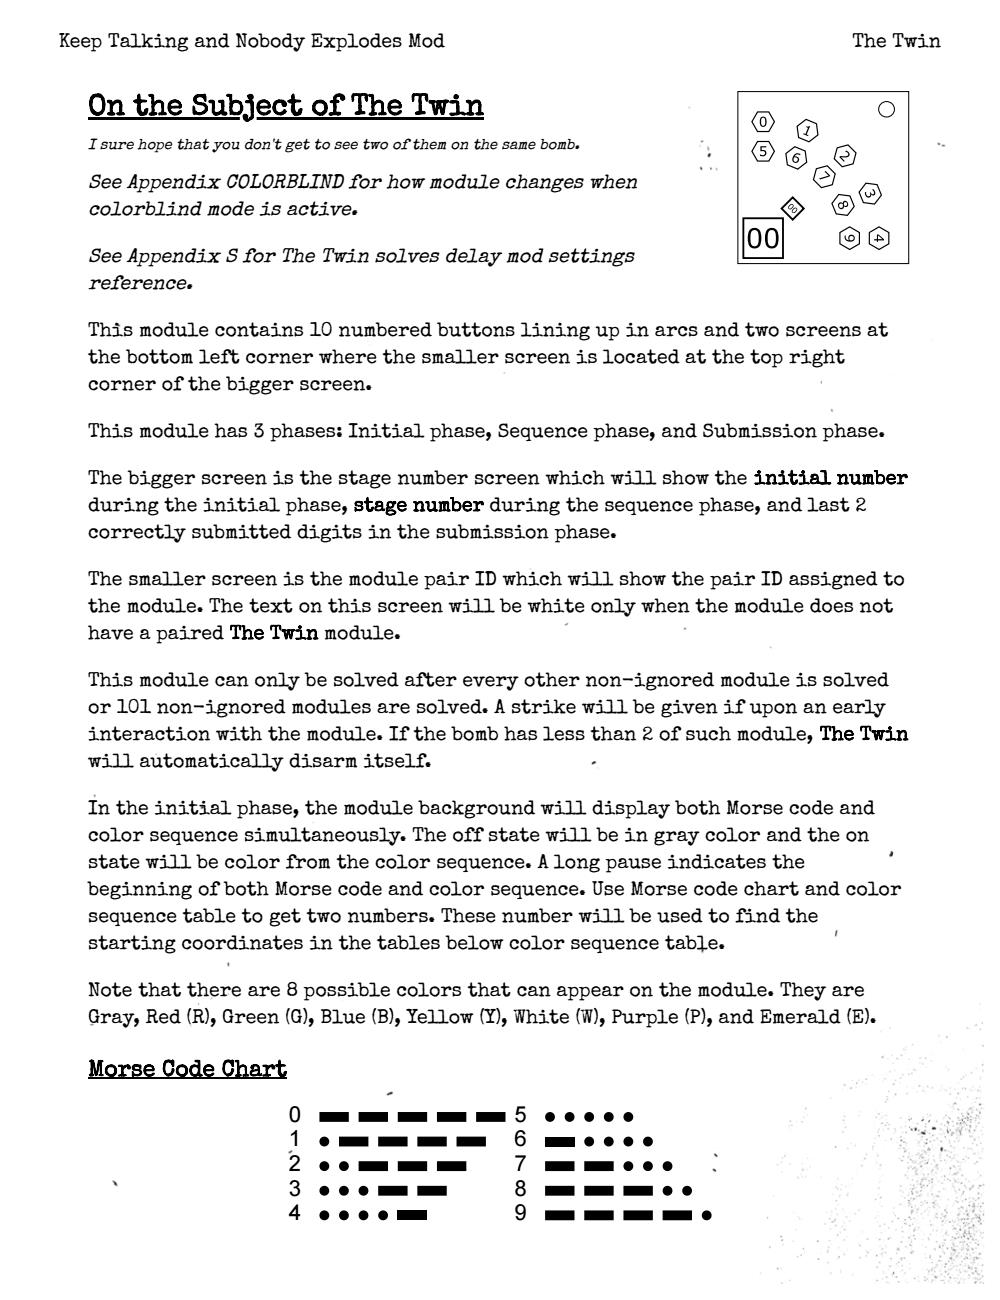 Keep Talking and Nobody Explodes Mod The Twin
On the Subject of The Twin
I sure hope that you don't get to see two of them on the same bomb.
See Appendix COLORBLIND for how module changes when
colorblind mode is active.
See Appendix S for The Twin solves delay mod settings
reference.
0
1
5
6
2
7
3
8
00
00
9
4
This module contains 10 numbered buttons lining up in arcs and two screens at
the bottom left corner where the smaller screen is located at the top right
corner of the bigger screen.
This module has 3 phases: Initial phase, Sequence phase, and Submission phase.
The bigger screen is the stage number screen which will show the initial number
during the initial phase, stage number during the sequence phase, and last 2
correctly submitted digits in the submission phase.
The smaller screen is the module pair ID which will show the pair ID assigned to
the module. The text on this screen will be white only when the module does not
have a paired The Twin module.
This module can only be solved after every other non-ignored module is solved
or 101 non-ignored modules are solved. A strike will be given if upon an early
interaction with the module. If the bomb has less than 2 of such module, The Twin
will automatically disarm itself.
In the initial phase, the module background will display both Morse code and
color sequence simultaneously. The off state will be in gray color and the on
state will be color from the color sequence. A long pause indicates the
beginning of both Morse code and color sequence. Use Morse code chart and color
sequence table to get two numbers. These number will be used to find the
starting coordinates in the tables below color sequence table.
Note that there are 8 possible colors that can appear on the module. They are
Gray, Red (R), Green (G), Blue (B), Yellow (Y), White (W), Purple (P), and Emerald (E).
Morse Code Chart
0 5
1 6
2 7
3 8
4 9